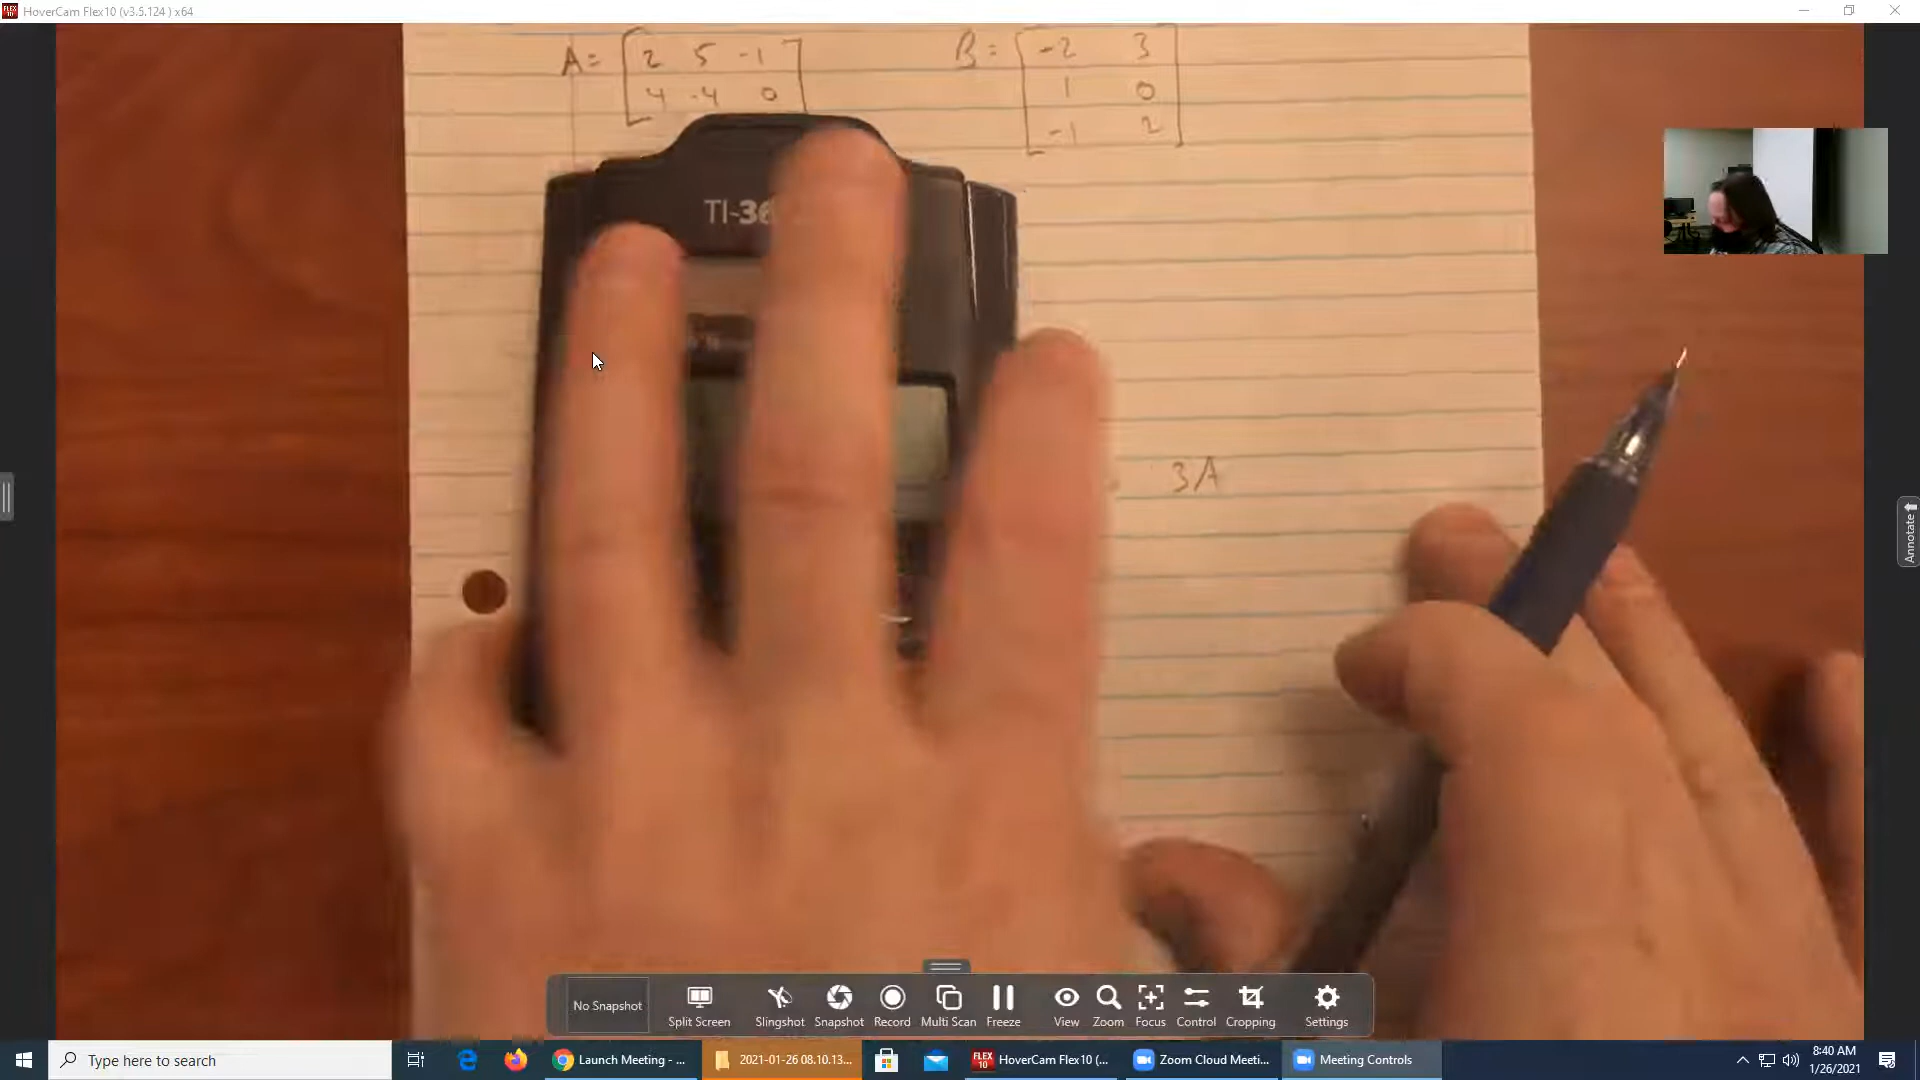 HoverCam Flex10 (v3.5.124) x64
A = [ 2 5 -1
4 -4 0 ]
B = [ -2 3
1 0
-1 2 ]
TI-36
3A
Annotate
No Snapshot
Split Screen
Slingshot
Snapshot
Record
Multi Scan
Freeze
View
Zoom
Focus
Control
Cropping
Settings
Type here to search
Launch Meeting - ...
2021-01-26 08.10.13...
FLEX 10
HoverCam Flex10 (...
Zoom Cloud Meeti...
Meeting Controls
8:40 AM
1/26/2021